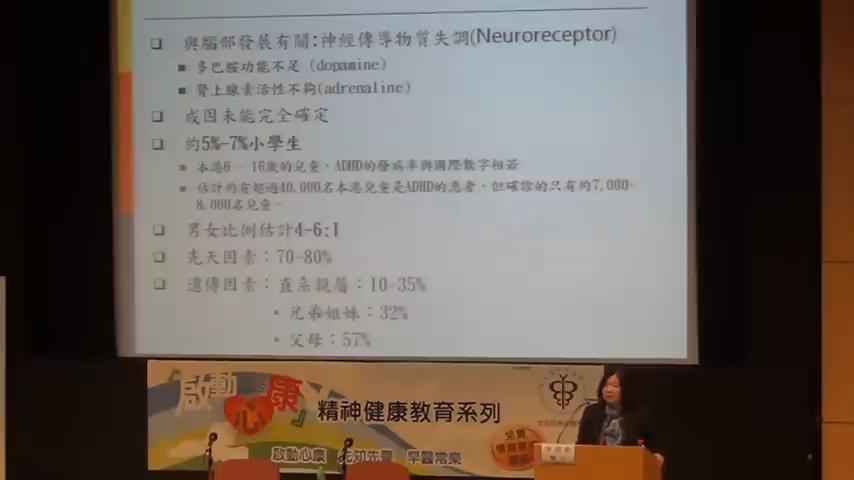 與腦部發展有關:神經傳導物質失調(Neuroreceptor)
多巴胺功能不足 (dopamine)
腎上腺素活性不夠(adrenaline)
成因未能完全確定
約5%-7%小學生
本港6 - 16歲的兒童,ADHD的發病率與國際數字相若
估計約有超過40,000名本港兒童是ADHD的患者,但確診的只有約7,000-
8,000名兒童。
男女比例估計4-6:1
先天因素:70-80%
遺傳因素:直系親屬:10-35%
兄弟姐妹:32%
父母:57%
啟動
心康
精神健康教育系列
免費
啟動心康 先知先覺 早醫常樂